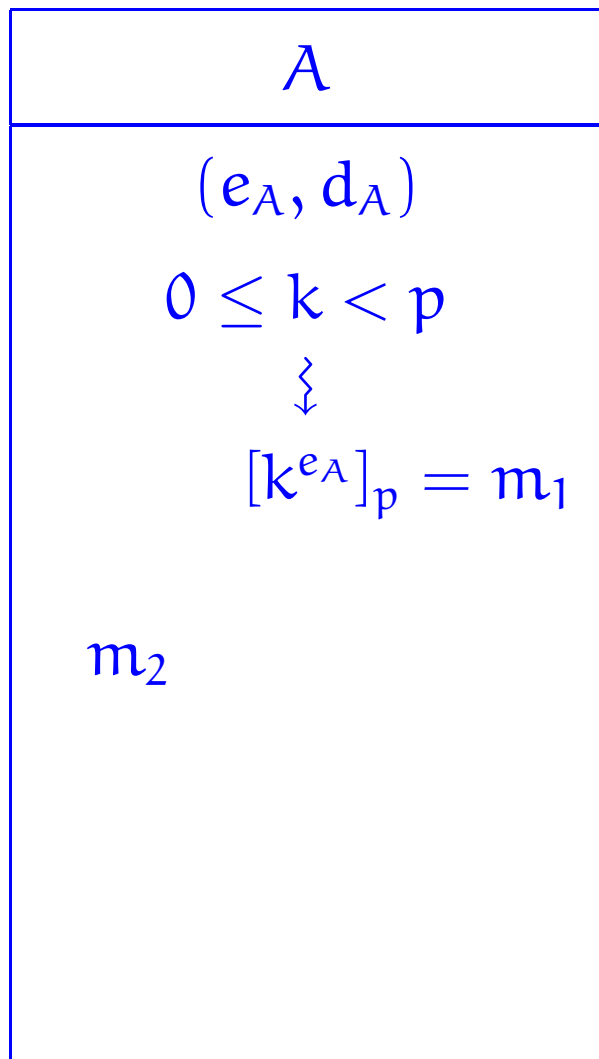 A
(e_A, d_A)
0 ≤ k < p
[k^{e_A}]_p = m_1
m_2